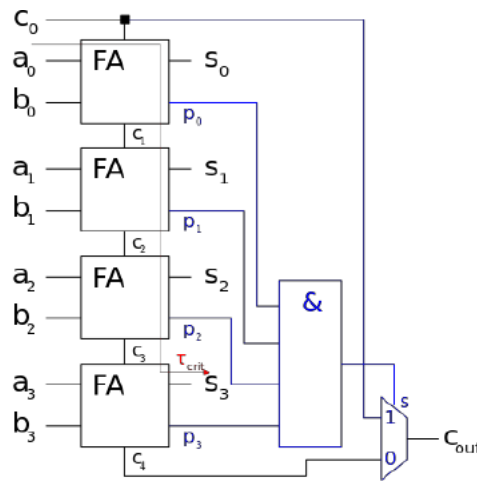 c₀
a₀ FA s₀
b₀ p₀
c₁
a₁ FA s₁
b₁ p₁
c₂
a₂ FA s₂
b₂ p₂
&
c₃ τcrit
a₃ FA s₃
b₃ p₃
s
1
0 cout
c₄